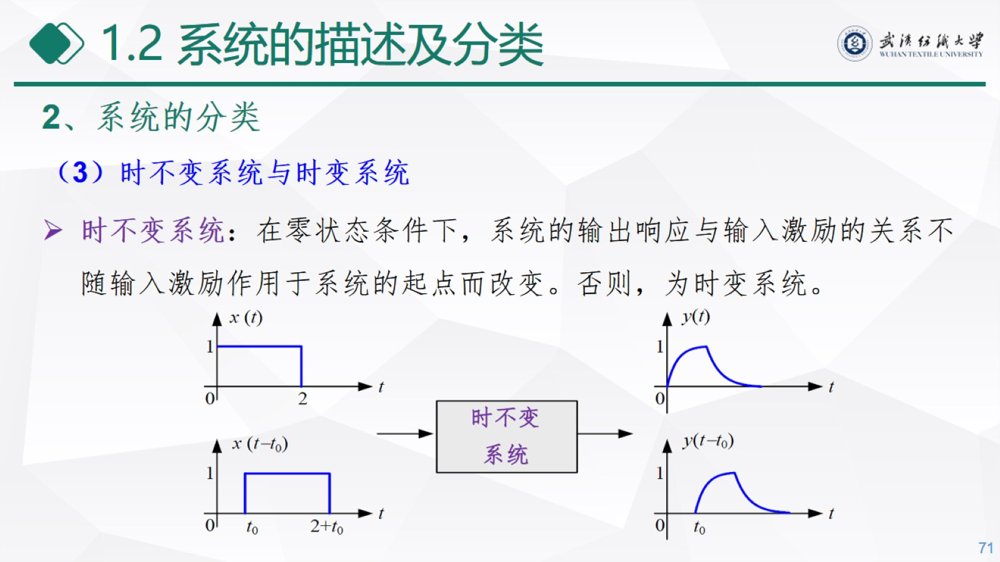 1.2 系统的描述及分类
武汉纺织大学
WUHAN TEXTILE UNIVERSITY
2、系统的分类
（3）时不变系统与时变系统
➢ 时不变系统：在零状态条件下，系统的输出响应与输入激励的关系不
随输入激励作用于系统的起点而改变。否则，为时变系统。
x (t)
1
0
2
t
y(t)
1
0
t
时不变
系统
x (t–t₀)
1
0
t₀
2+t₀
t
y(t–t₀)
1
0
t₀
t
71